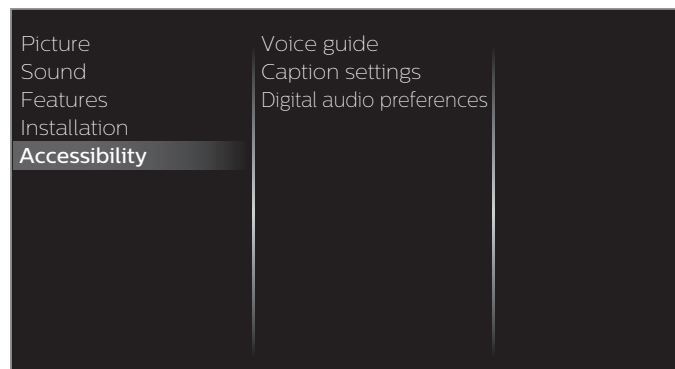 Picture
Sound
Features
Installation
Accessibility
Voice guide
Caption settings
Digital audio preferences